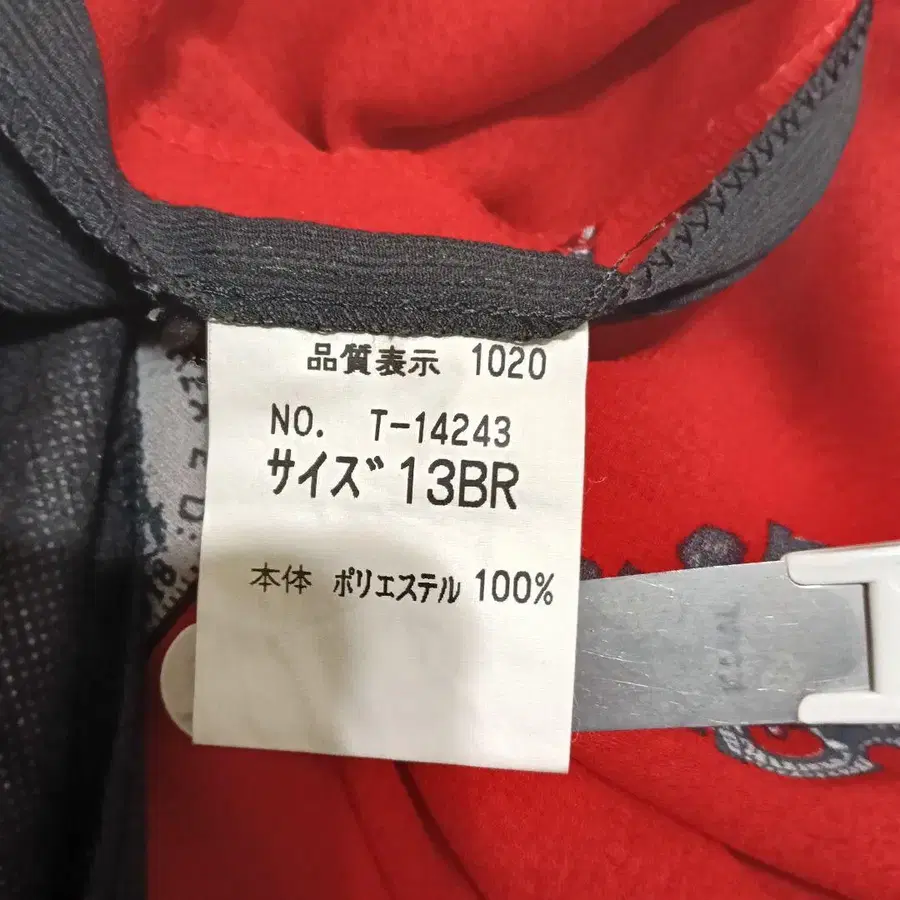 品質表示 1020
NO. T-14243
サイズ 13BR
本体 ポリエステル 100%